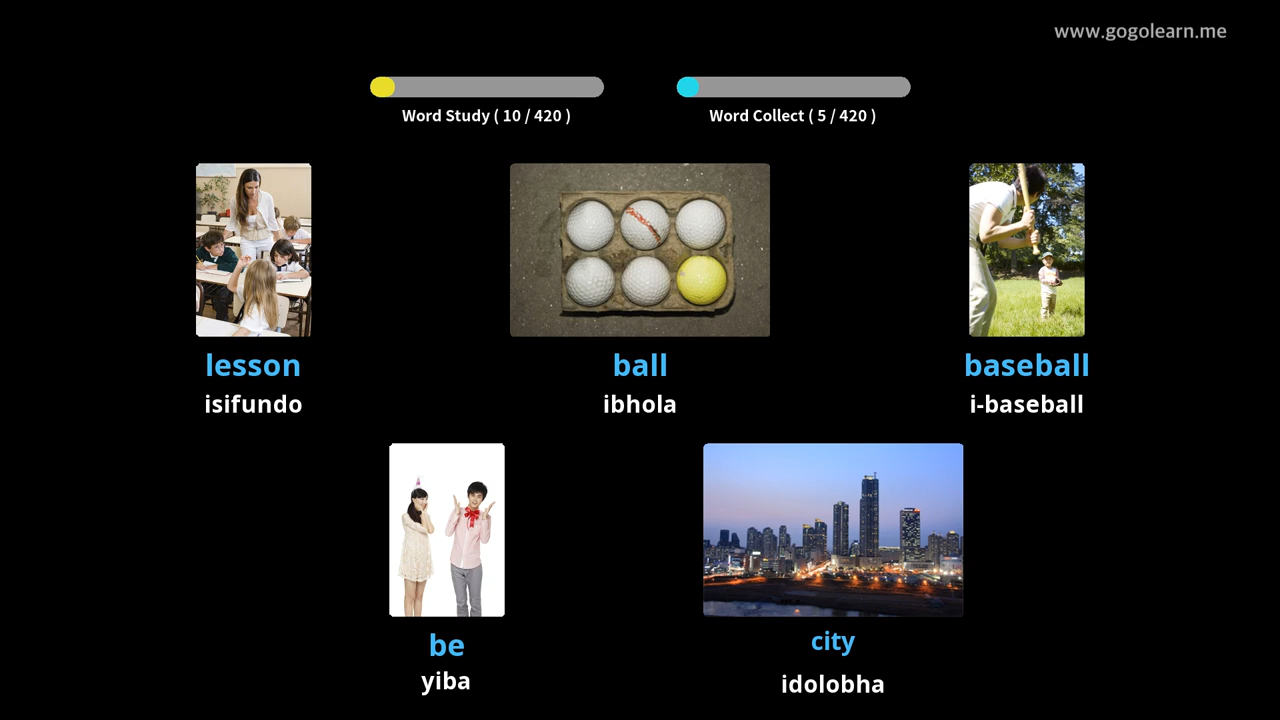 www.gogolearn.me
Word Study ( 10 / 420 )
Word Collect ( 5 / 420 )
lesson
isifundo
ball
ibhola
baseball
i-baseball
be
yiba
city
idolobha